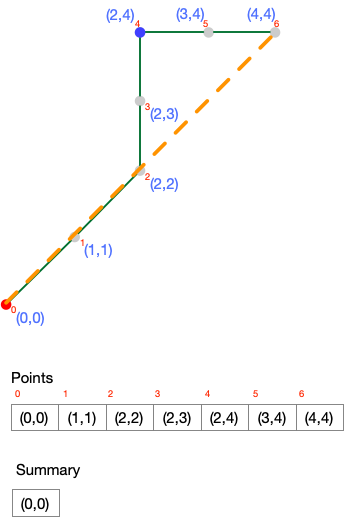 (2,4) 4 (3,4) 5 (4,4) 6
3 (2,3)
2 (2,2)
1 (1,1)
0 (0,0)
Points
0 1 2 3 4 5 6
(0,0) (1,1) (2,2) (2,3) (2,4) (3,4) (4,4)
Summary
(0,0)